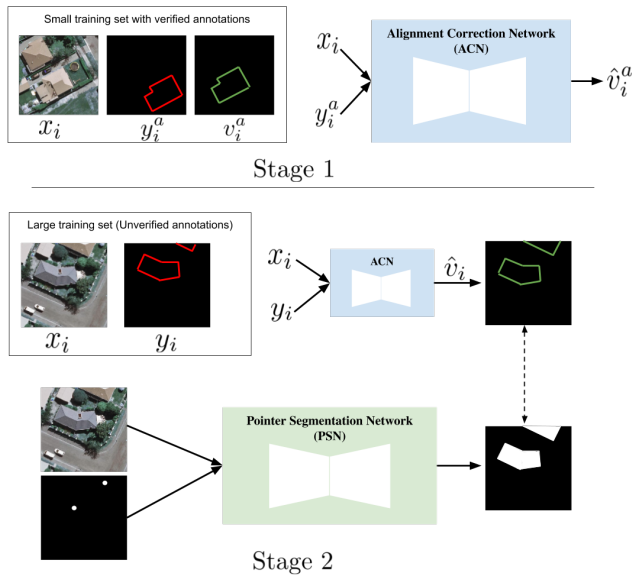 Small training set with verified annotations
x_i
y_i^a
v_i^a
x_i
y_i^a
Alignment Correction Network
(ACN)
v̂_i^a
Stage 1
Large training set (Unverified annotations)
x_i
y_i
x_i
y_i
ACN
v̂_i
Pointer Segmentation Network
(PSN)
Stage 2